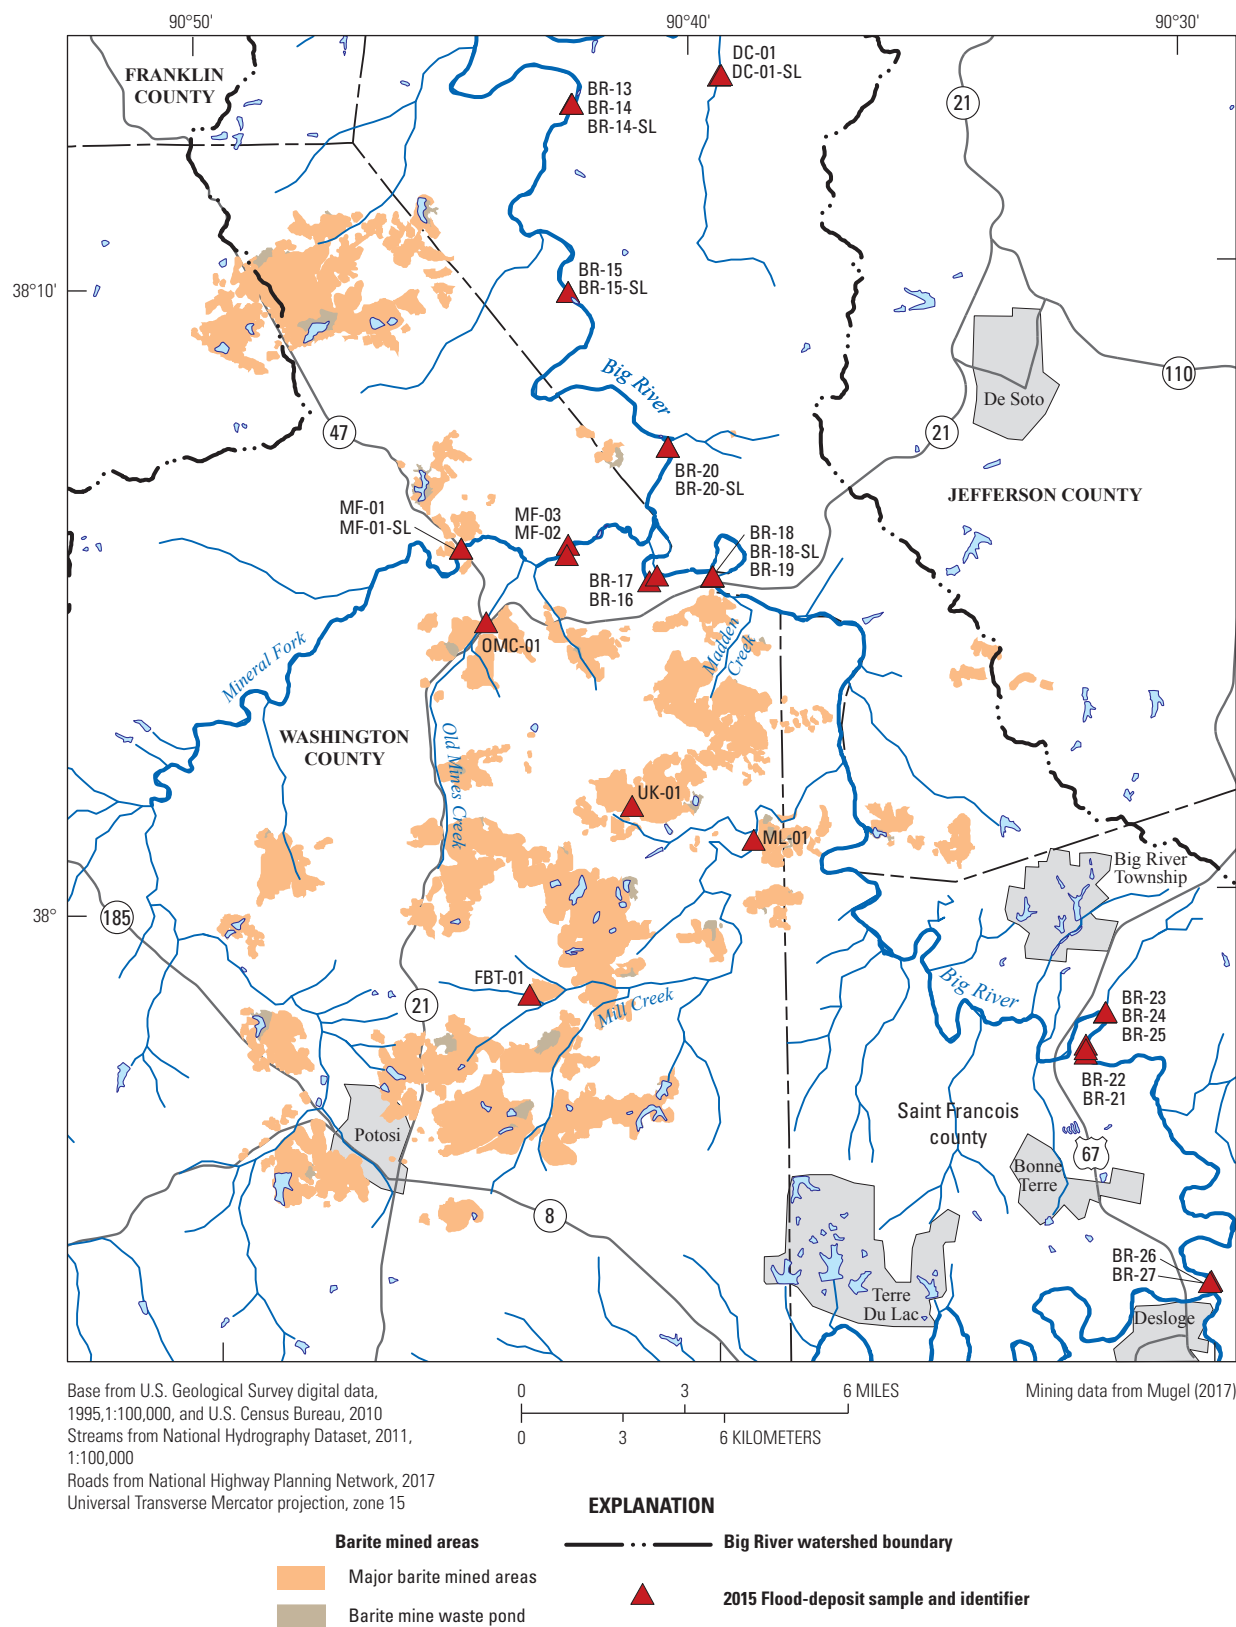 90°50'
90°40'
90°30'
FRANKLIN
COUNTY
DC-01
DC-01-SL
BR-13
BR-14
BR-14-SL
21
BR-15
BR-15-SL
38°10'
Big River
110
De Soto
47
21
BR-20
BR-20-SL
JEFFERSON COUNTY
MF-01
MF-01-SL
MF-03
MF-02
BR-18
BR-18-SL
BR-19
BR-17
BR-16
OMC-01
Madden
Creek
Mineral Fork
WASHINGTON
COUNTY
Old Mines Creek
UK-01
ML-01
Big River
Township
38°
185
FBT-01
21
Mill Creek
Big River
BR-23
BR-24
BR-25
BR-22
BR-21
Saint Francois
county
Potosi
67
Bonne
Terre
8
BR-26
BR-27
Terre
Du Lac
Desloge
Base from U.S. Geological Survey digital data,
1995,1:100,000, and U.S. Census Bureau, 2010
Streams from National Hydrography Dataset, 2011,
1:100,000
Roads from National Highway Planning Network, 2017
Universal Transverse Mercator projection, zone 15
0 3 6 MILES
0 3 6 KILOMETERS
Mining data from Mugel (2017)
EXPLANATION
Barite mined areas
Major barite mined areas
Barite mine waste pond
Big River watershed boundary
2015 Flood-deposit sample and identifier